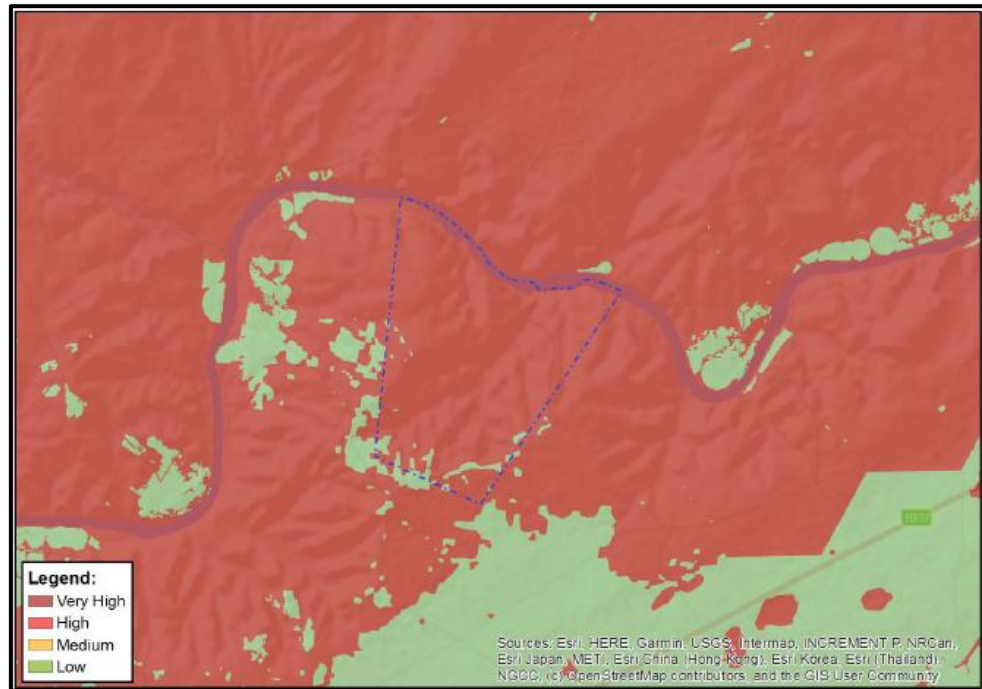 Legend:
Very High
High
Medium
Low
Sources: Esri, HERE, Garmin, USGS, Intermap, INCREMENT P, NRCan,
Esri Japan, METI, Esri China (Hong Kong), Esri Korea, Esri (Thailand),
NGCC, (c) OpenStreetMap contributors, and the GIS User Community